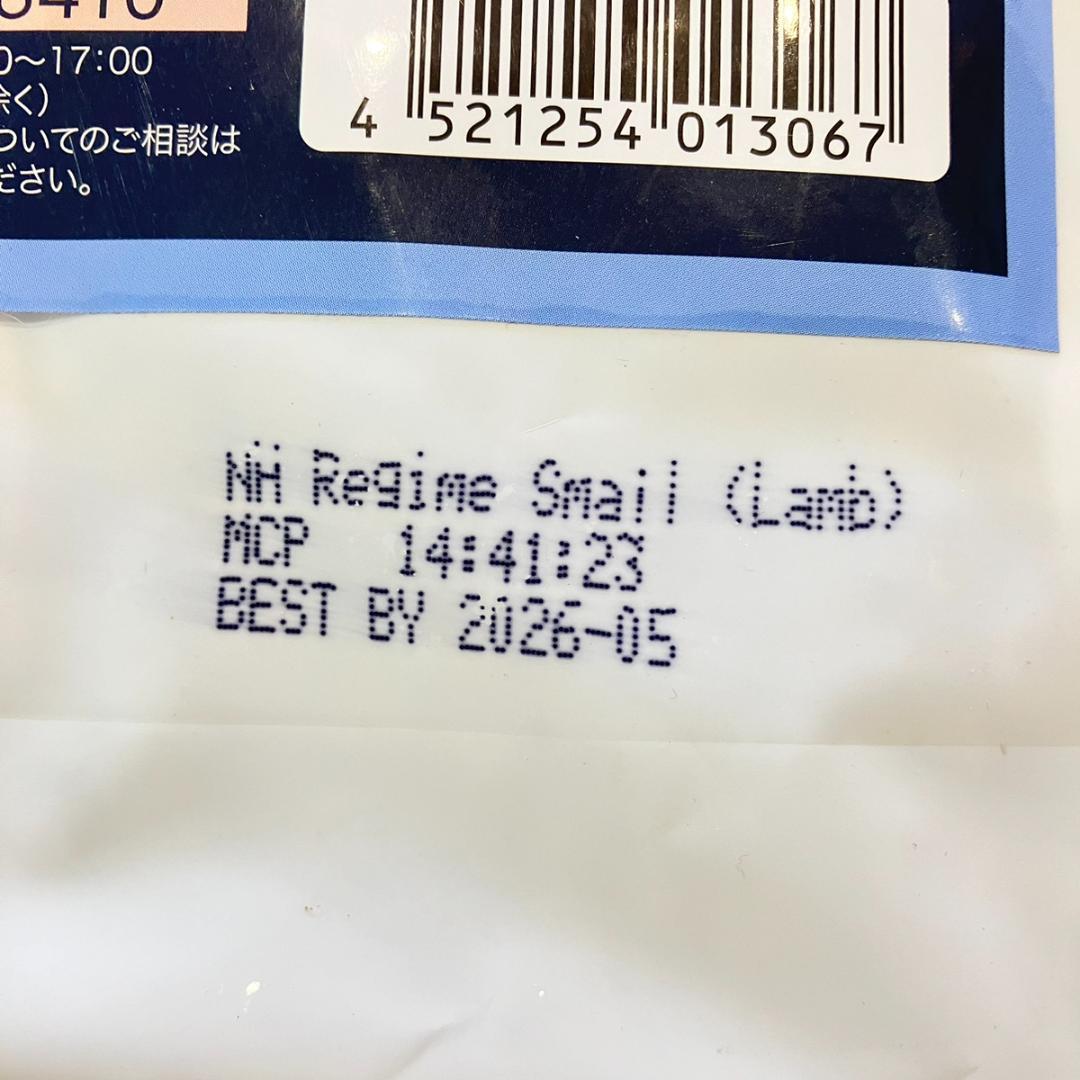 0～17：00
除く）
ついてのご相談は
ださい。
4 521254 013067
NH Regime Small (Lamb)
MCP 14:41:23
BEST BY 2026-05